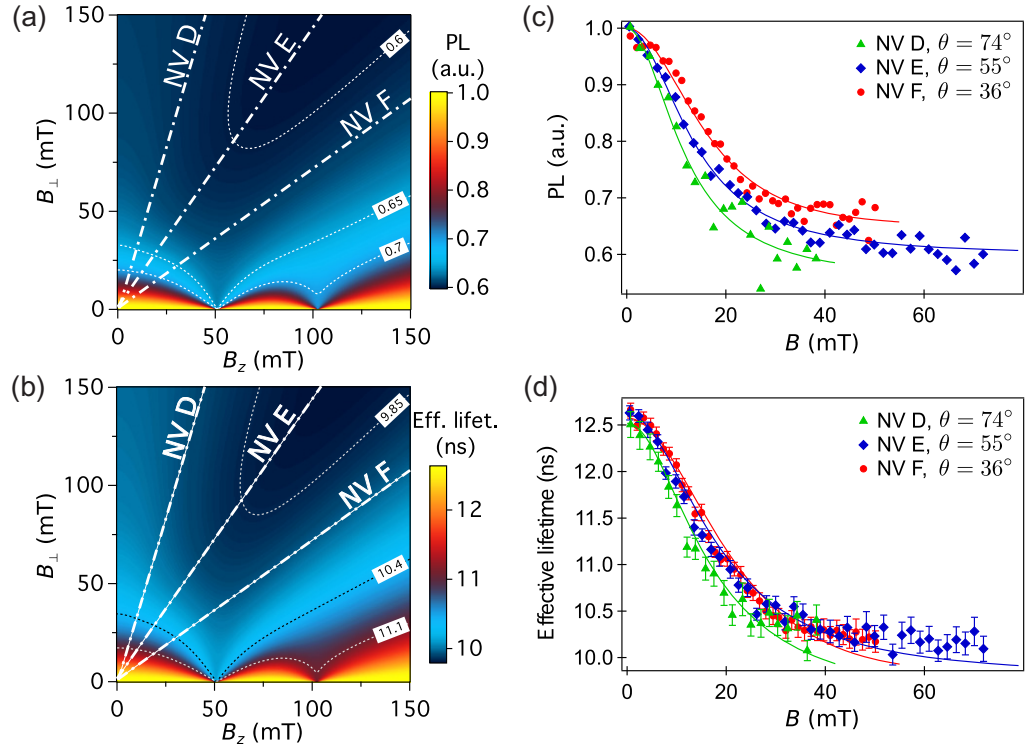 (a)
150
100
50
0
B⊥ (mT)
0
50
100
150
Bz (mT)
NV D
NV E
NV F
0.6
0.65
0.7
PL
(a.u.)
1.0
0.9
0.8
0.7
0.6
(b)
150
100
50
0
B⊥ (mT)
0
50
100
150
Bz (mT)
NV D
NV E
NV F
9.85
10.4
11.1
Eff. lifet.
(ns)
12
11
10
(c)
1.0
0.9
0.8
0.7
0.6
PL (a.u.)
0
20
40
60
B (mT)
NV D, θ = 74°
NV E, θ = 55°
NV F, θ = 36°
(d)
12.5
12.0
11.5
11.0
10.5
10.0
Effective lifetime (ns)
0
20
40
60
B (mT)
NV D, θ = 74°
NV E, θ = 55°
NV F, θ = 36°